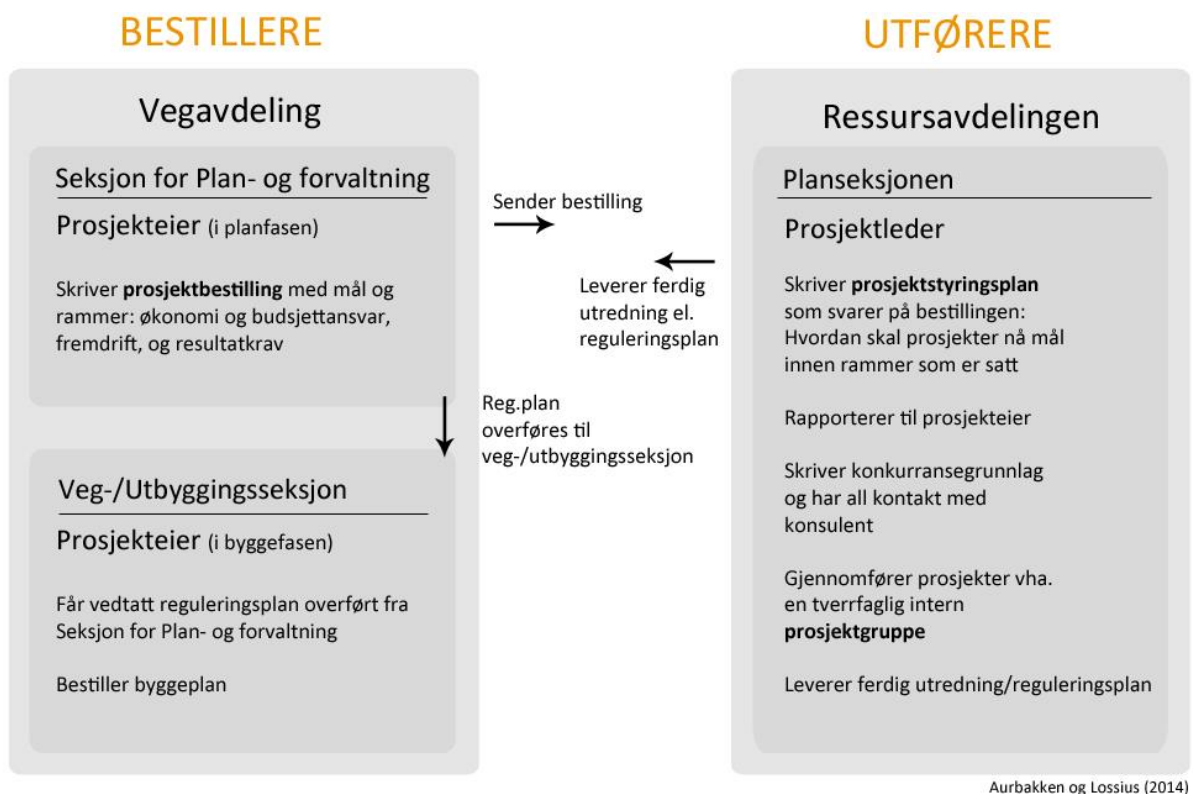 BESTILLERE
Vegavdeling
Seksjon for Plan- og forvaltning
Prosjekteier (i planfasen)
Skriver prosjektbestilling med mål og
rammer: økonomi og budsjettansvar,
fremdrift, og resultatkrav
Sender bestilling
Leverer ferdig
utredning el.
reguleringsplan
Reg.plan
overføres til
veg-/utbyggingsseksjon
Veg-/Utbyggingsseksjon
Prosjekteier (i byggefasen)
Får vedtatt reguleringsplan overført fra
Seksjon for Plan- og forvaltning
Bestiller byggeplan
UTFØRERE
Ressursavdelingen
Planseksjonen
Prosjektleder
Skriver prosjektstyringsplan
som svarer på bestillingen:
Hvordan skal prosjekter nå mål
innen rammer som er satt
Rapporterer til prosjekteier
Skriver konkurransegrunnlag
og har all kontakt med
konsulent
Gjennomfører prosjekter vha.
en tverrfaglig intern
prosjektgruppe
Leverer ferdig utredning/reguleringsplan
Aurbakken og Lossius (2014)